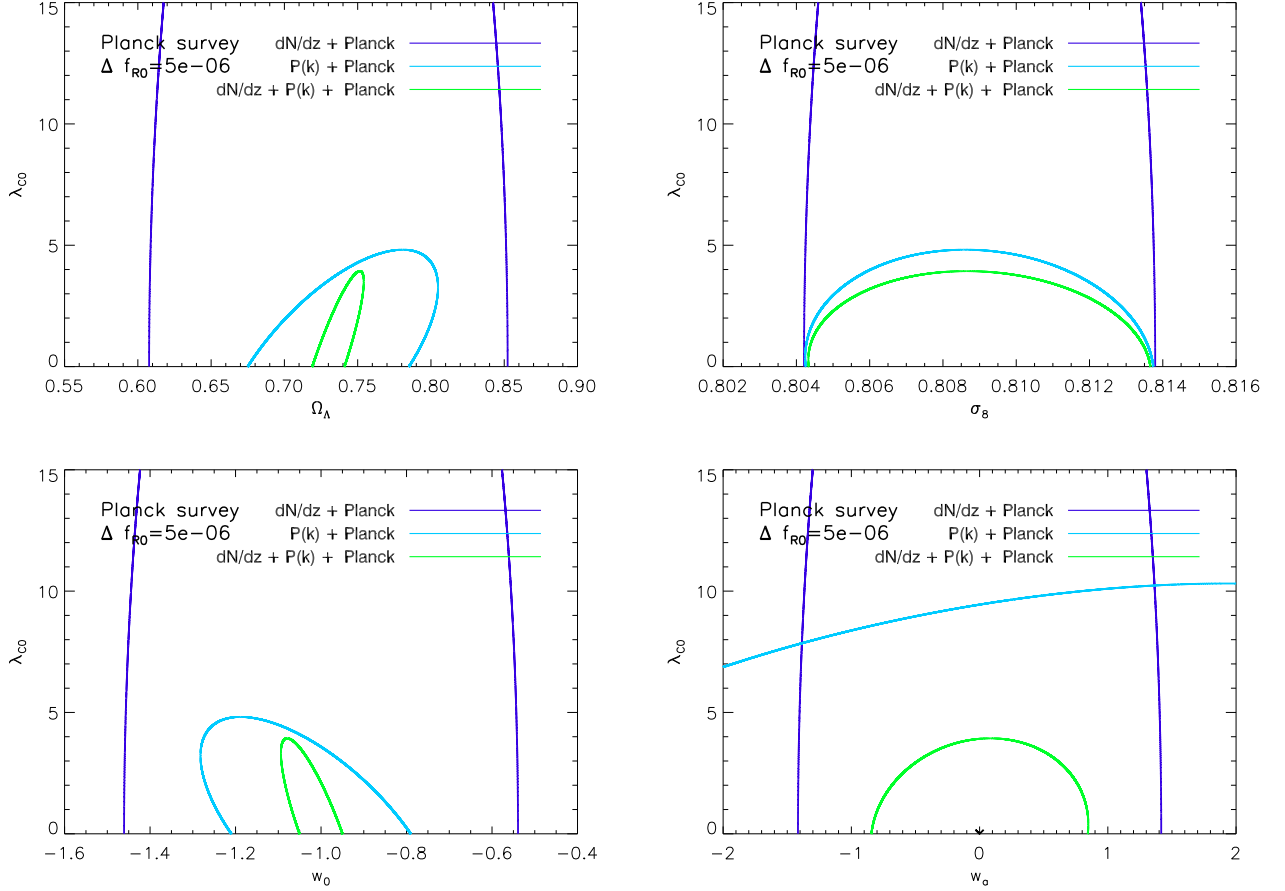 15
10
5
0
λC0
Planck survey
Δ fR0=5e−06
dN/dz + Planck
P(k) + Planck
dN/dz + P(k) + Planck
0.55 0.60 0.65 0.70 0.75 0.80 0.85 0.90
ΩΛ
15
10
5
0
λC0
Planck survey
Δ fR0=5e−06
dN/dz + Planck
P(k) + Planck
dN/dz + P(k) + Planck
0.802 0.804 0.806 0.808 0.810 0.812 0.814 0.816
σ8
15
10
5
0
λC0
Planck survey
Δ fR0=5e−06
dN/dz + Planck
P(k) + Planck
dN/dz + P(k) + Planck
−1.6 −1.4 −1.2 −1.0 −0.8 −0.6 −0.4
w0
15
10
5
0
λC0
Planck survey
Δ fR0=5e−06
dN/dz + Planck
P(k) + Planck
dN/dz + P(k) + Planck
−2 −1 0 1 2
wa